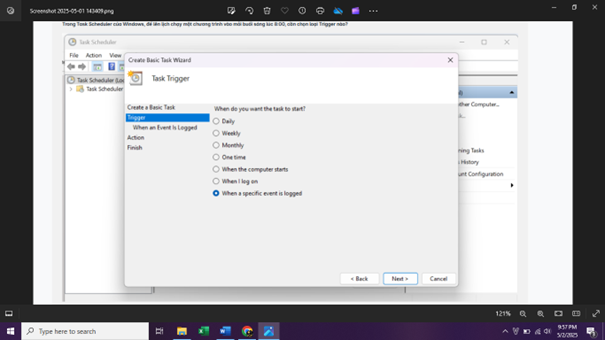 Screenshot 2025-05-01 143409.png
Trong Task Scheduler của Windows, để lên lịch chạy một chương trình vào mỗi buổi sáng lúc 8:00, cần chọn loại Trigger nào?
Task Scheduler
File Action View
Task Scheduler (Loc
Task Scheduler
Create Basic Task Wizard
Task Trigger
Create a Basic Task
Trigger
When an Event Is Logged
Action
Finish
When do you want the task to start?
Daily
Weekly
Monthly
One time
When the computer starts
When I log on
When a specific event is logged
< Back Next > Cancel
ther Computer...
ning Tasks
History
unt Configuration
121%
Type here to search
9:57 PM
5/2/2025